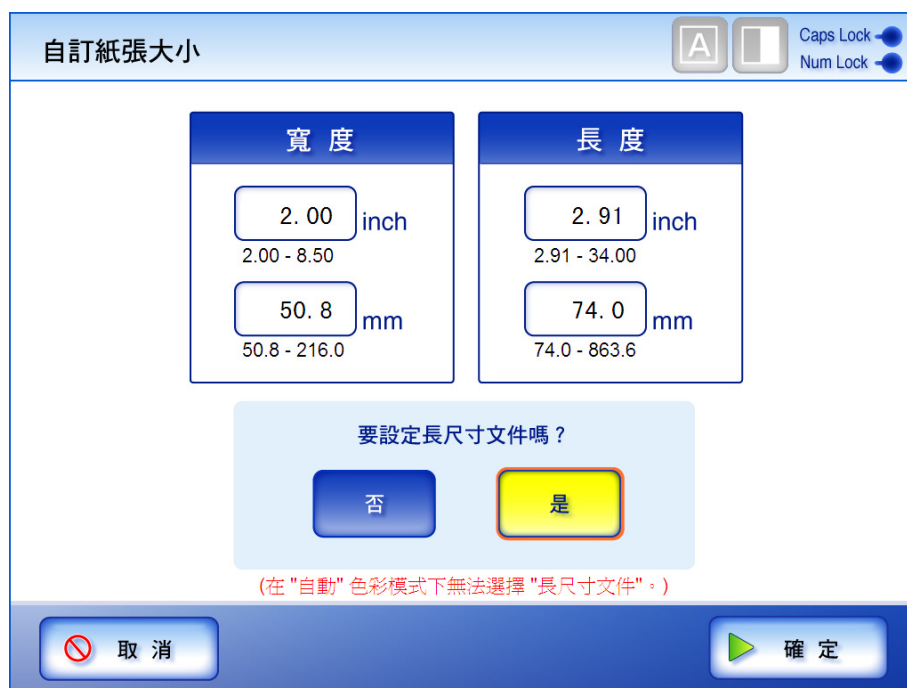 自訂紙張大小
A
Caps Lock
Num Lock
寬 度
長 度
2.00 inch
2.00 - 8.50
50.8 mm
50.8 - 216.0
2.91 inch
2.91 - 34.00
74.0 mm
74.0 - 863.6
要設定長尺寸文件嗎？
否
是
(在 "自動" 色彩模式下無法選擇 "長尺寸文件"。)
取 消
確 定